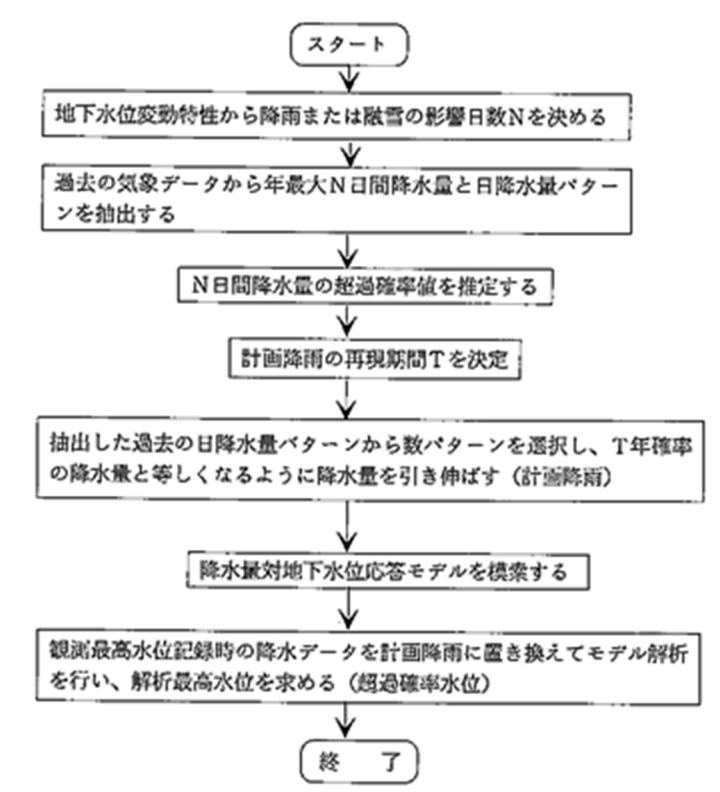 スタート
地下水位変動特性から降雨または融雪の影響日数Nを決める
過去の気象データから年最大N日間降水量と日降水量パター
ンを抽出する
N日間降水量の超過確率値を推定する
計画降雨の再現期間Tを決定
抽出した過去の日降水量パターンから数パターンを選択し、T年確率
の降水量と等しくなるように降水量を引き伸ばす（計画降雨）
降水量対地下水位応答モデルを模索する
観測最高水位記録時の降水データを計画降雨に置き換えてモデル解析
を行い、解析最高水位を求める（超過確率水位）
終　了